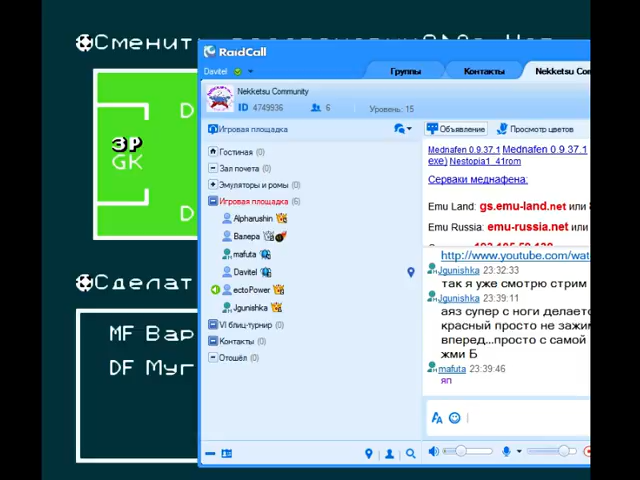 Сменить
RaidCall
Davitel
Группы
Контакты
Nekketsu Com
Nekketsu Community
ID 4749936
6
Уровень: 15
Игровая площадка
Объявление
Просмотр цветов
Гостиная (0)
Зал почета (0)
Эмуляторы и ромы (0)
Игровая площадка (6)
Alpharushin
Валера
mafuta
Davitel
ectoPower
Jgunishka
VI блиц-турнир (0)
Контакты (0)
Отошёл (0)
Mednafen 0.9.37.1 Mednafen 0.9.37.
exe) Nestopia1_41rom
Серваки меднафена:
Emu Land: gs.emu-land.net или
Emu Russia: emu-russia.net или
http://www.youtube.com/wat
Jgunishka 23:32:33
так я уже смотрю стрим
Jgunishka 23:39:11
аяз супер с ноги делаетс
красный просто не зажим
вперед...просто с самой
жми Б
mafuta 23:39:46
яп
D
3P
GK
D
Сделат
MF Вар
DF Муг